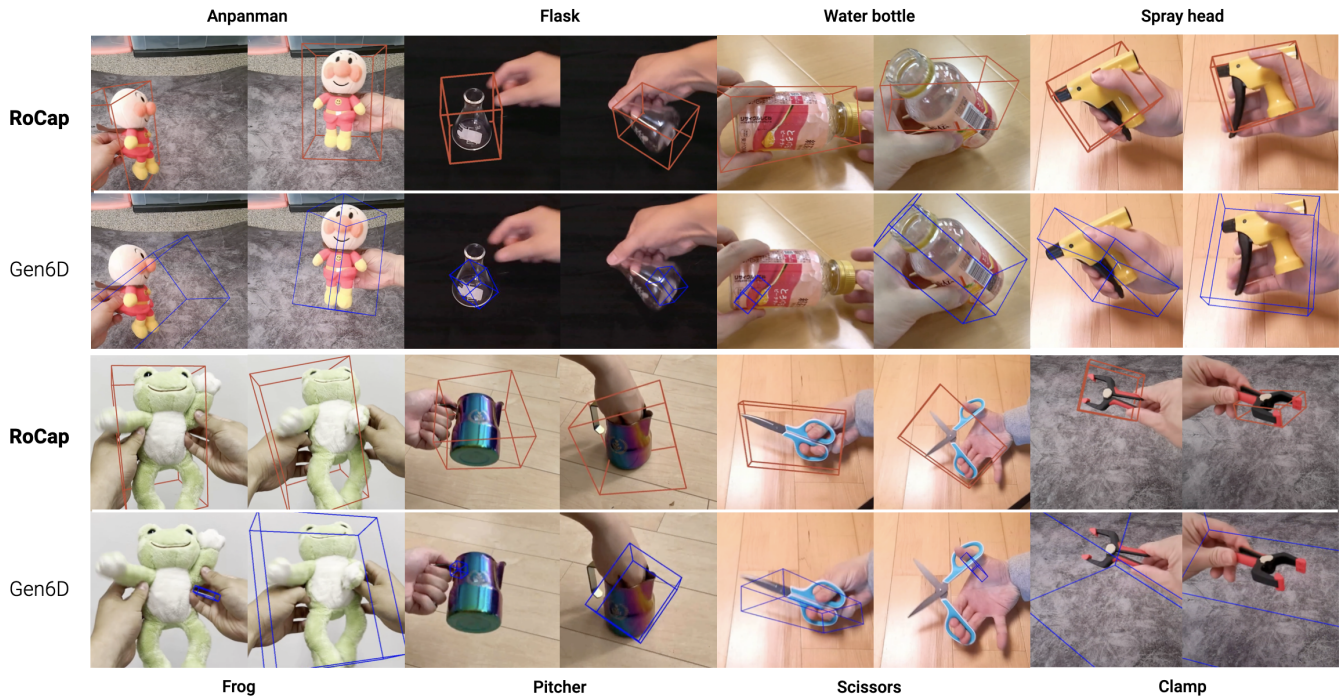 Anpanman Flask Water bottle Spray head
RoCap
Gen6D
RoCap
Gen6D
Frog Pitcher Scissors Clamp